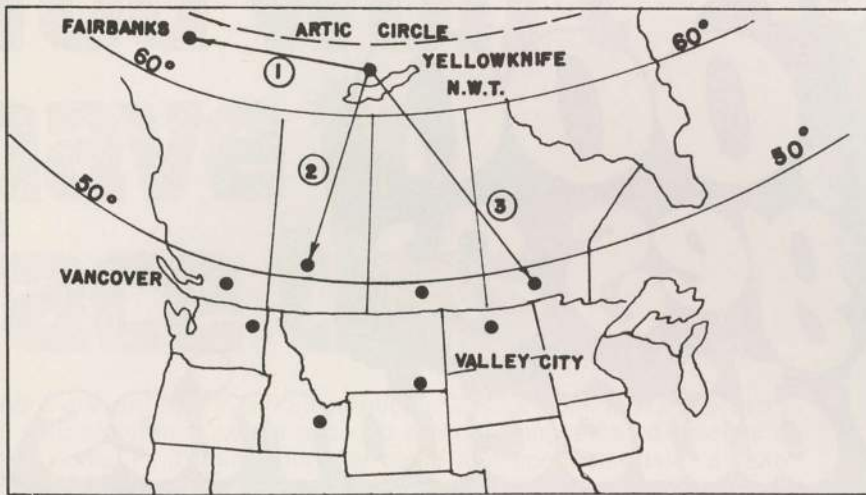 FAIRBANKS
ARTIC CIRCLE
60°
60°
1
YELLOWKNIFE
N.W.T.
2
3
50°
50°
VANCOVER
VALLEY CITY